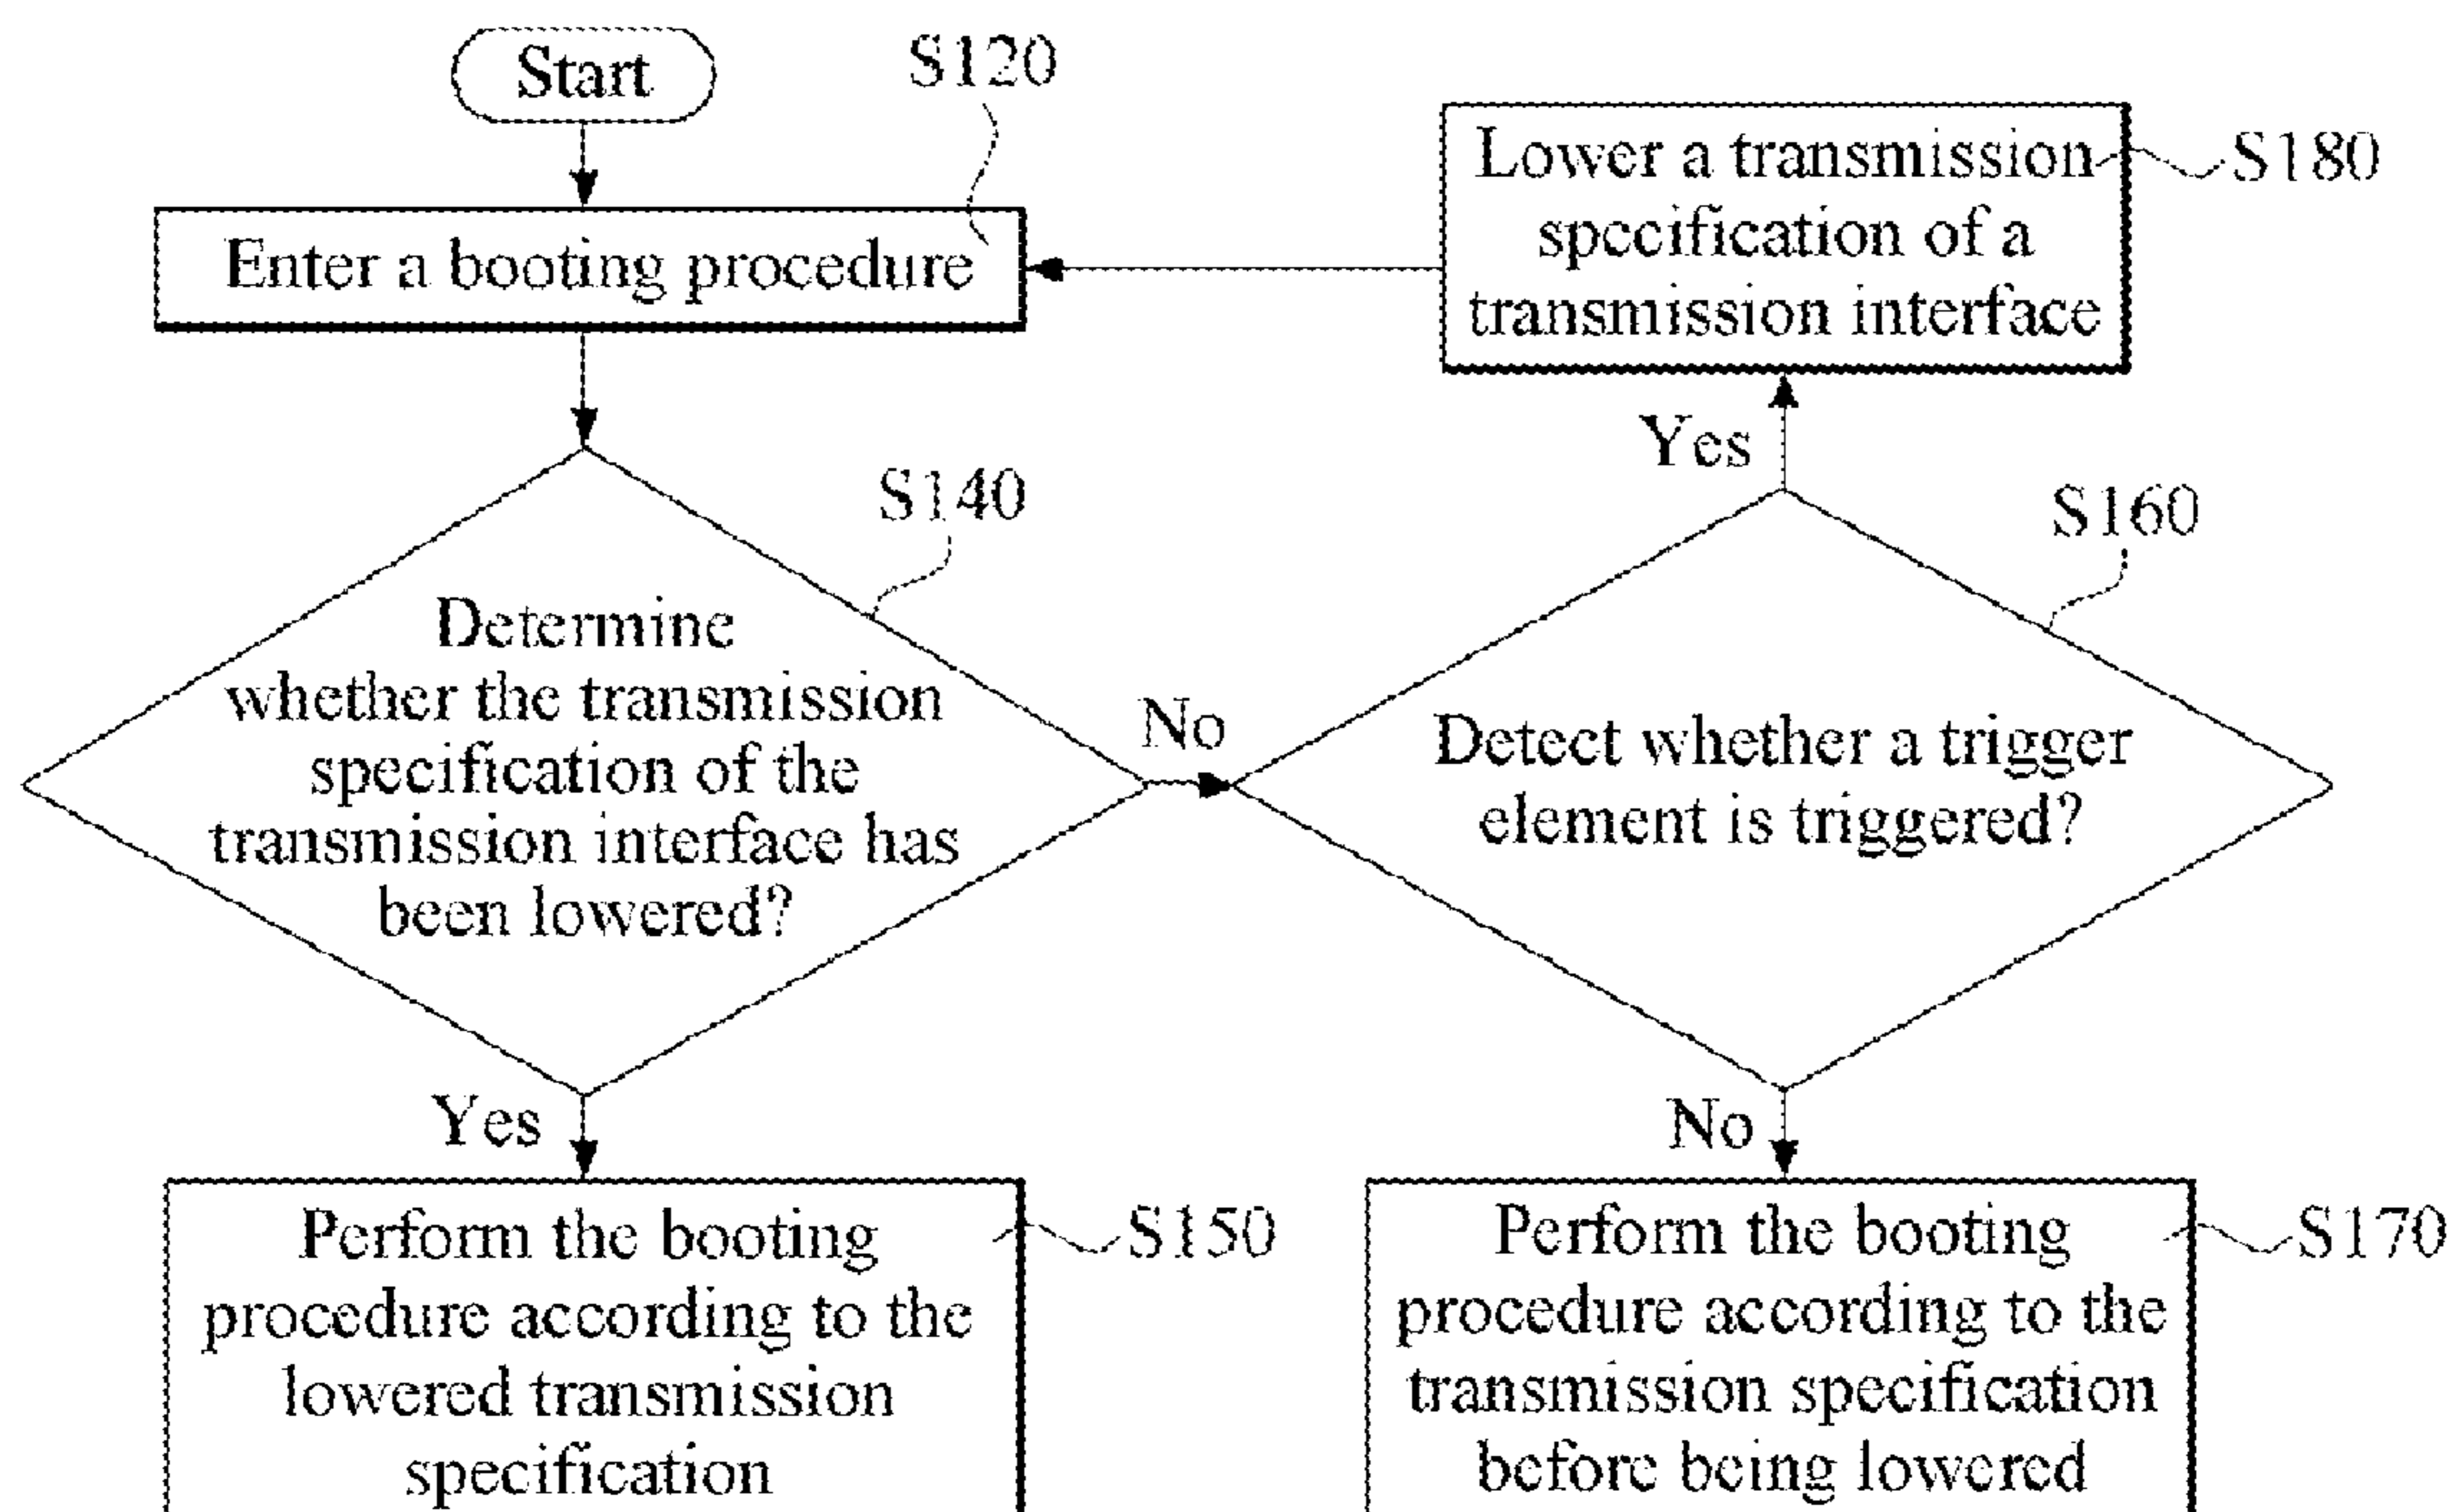 Start
S120
Enter a booting procedure
Lower a transmission
specification of a
transmission interface
S180
Yes
S140
S160
Determine
whether the transmission
specification of the
transmission interface has
been lowered?
No
Detect whether a trigger
element is triggered?
Yes
No
Perform the booting
procedure according to the
lowered transmission
specification
S150
Perform the booting
procedure according to the
transmission specification
before being lowered
S170